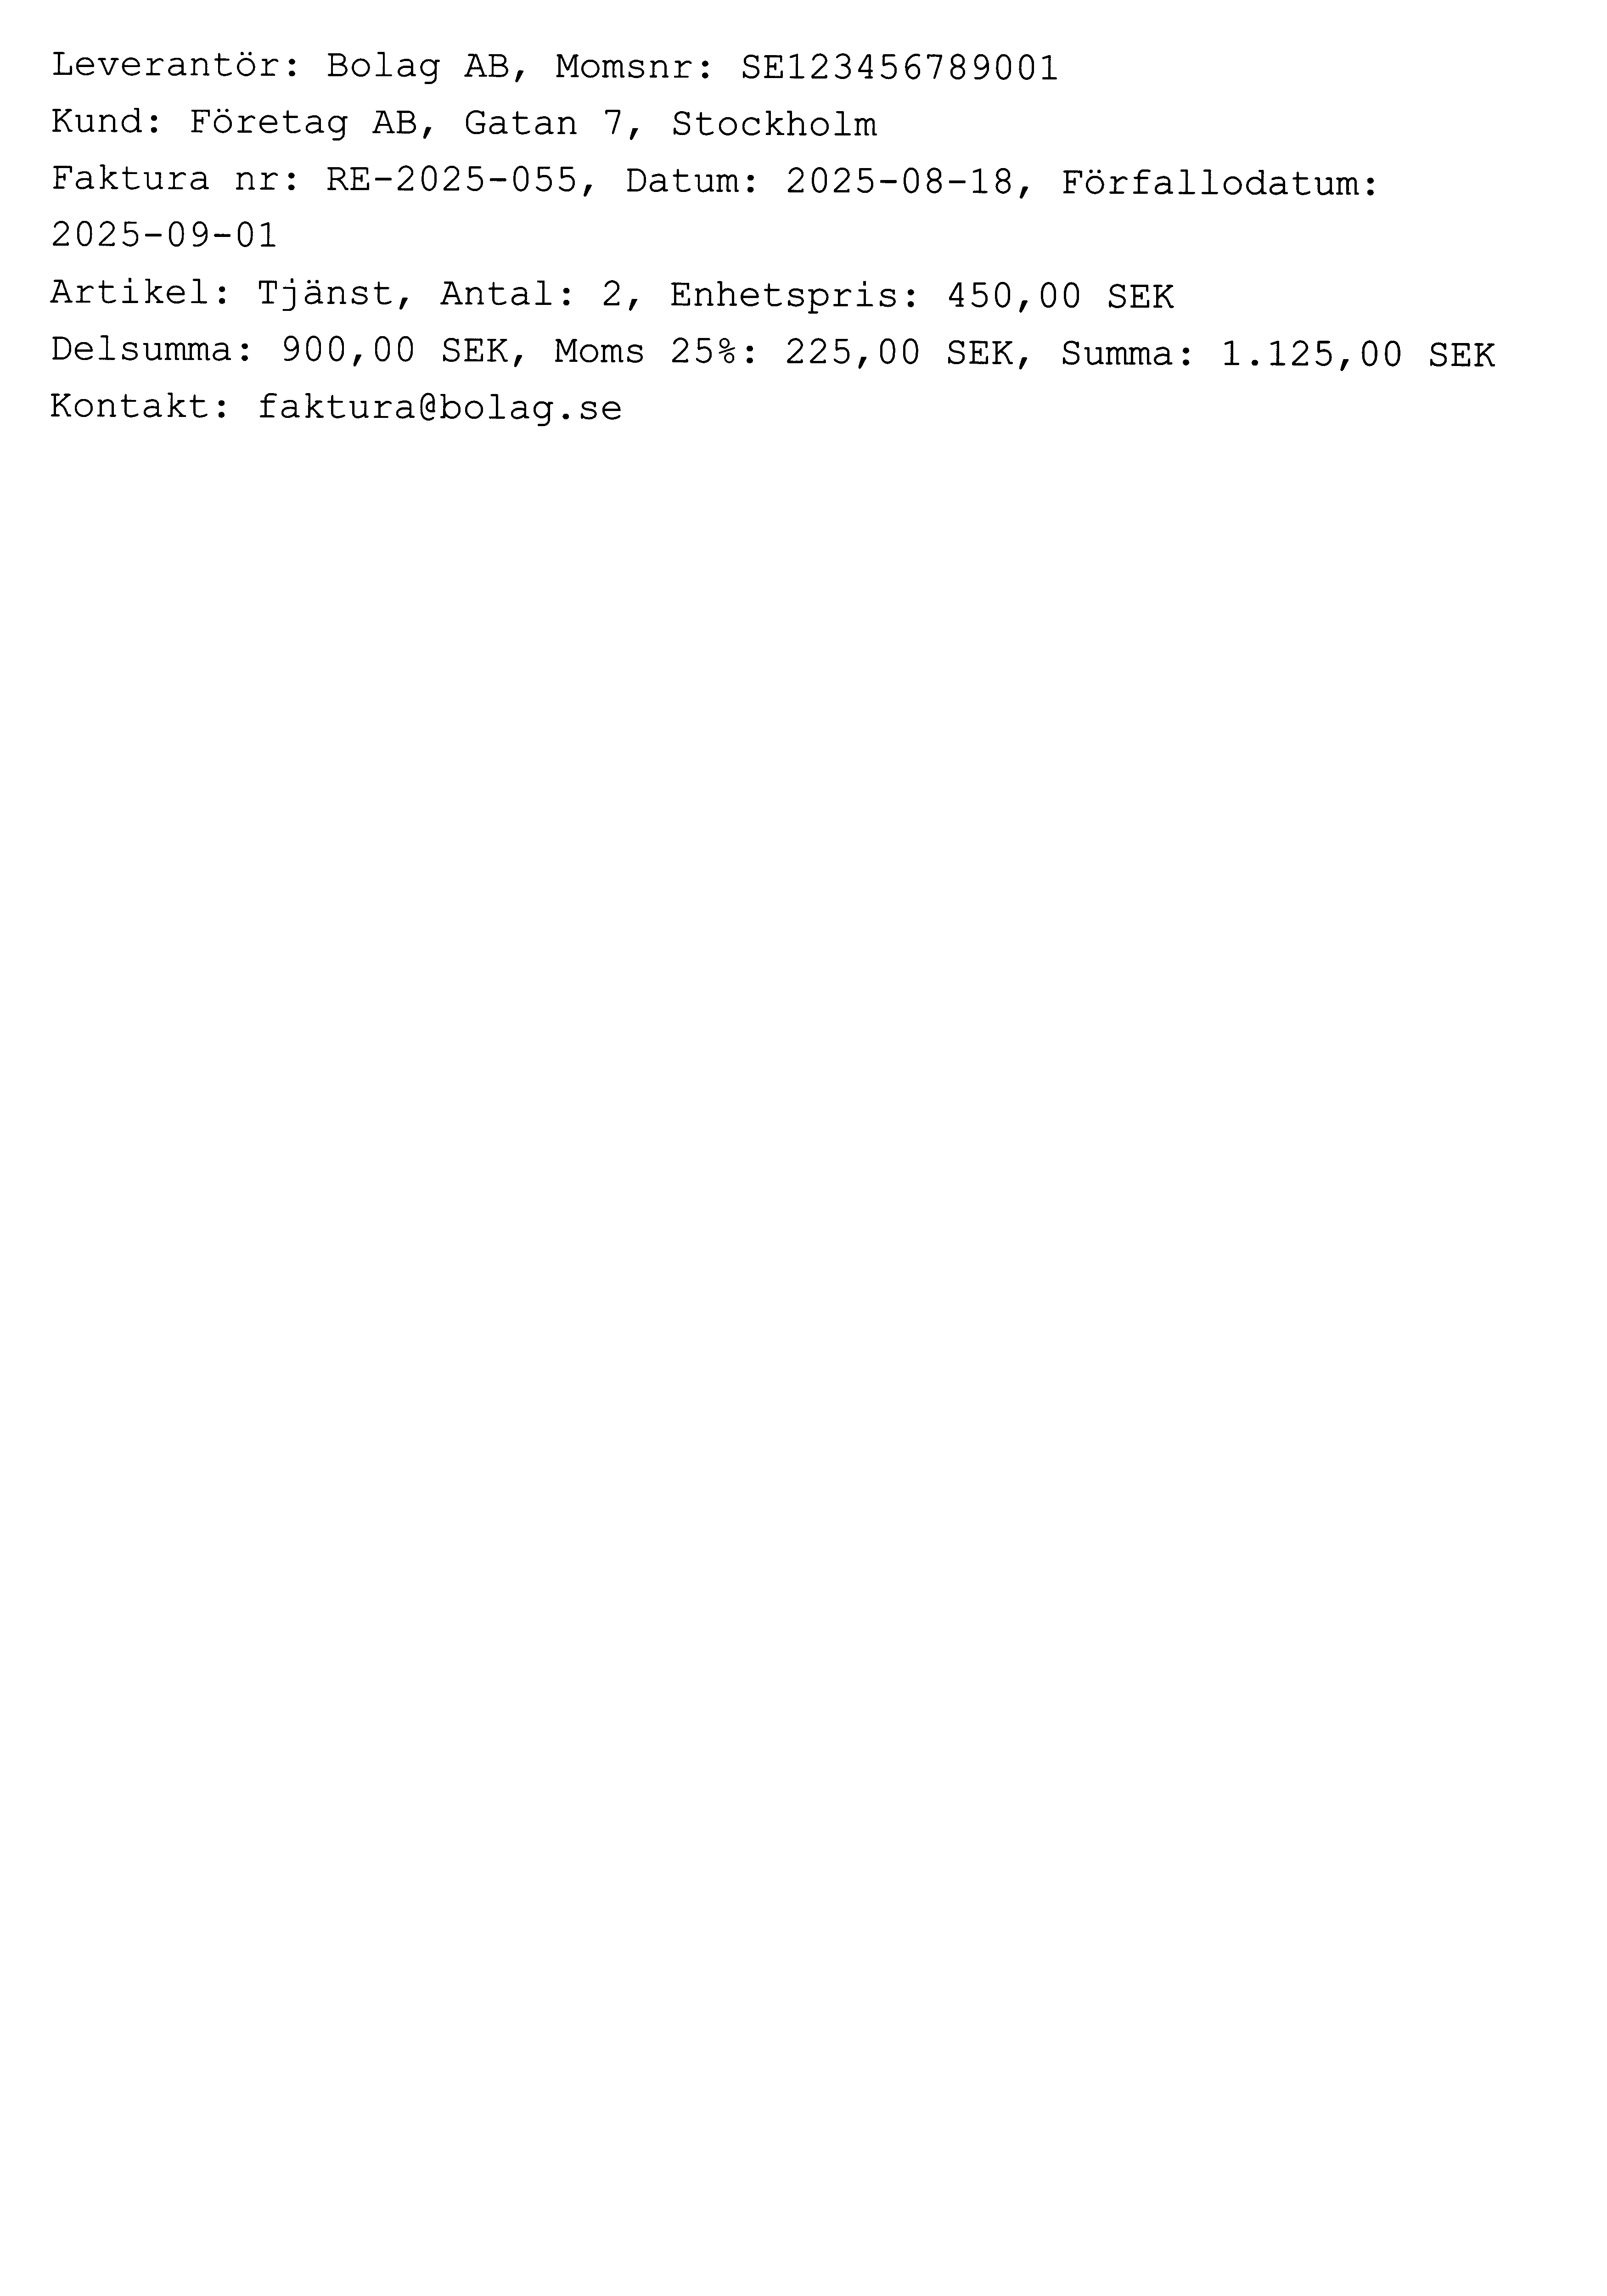 Leverantör: Bolag AB, Momsnr: SE123456789001
Kund: Företag AB, Gatan 7, Stockholm
Faktura nr: RE-2025-055, Datum: 2025-08-18, Förfallodatum:
2025-09-01
Artikel: Tjänst, Antal: 2, Enhetspris: 450,00 SEK
Delsumma: 900,00 SEK, Moms 25%: 225,00 SEK, Summa: 1.125,00 SEK
Kontakt: faktura@bolag.se